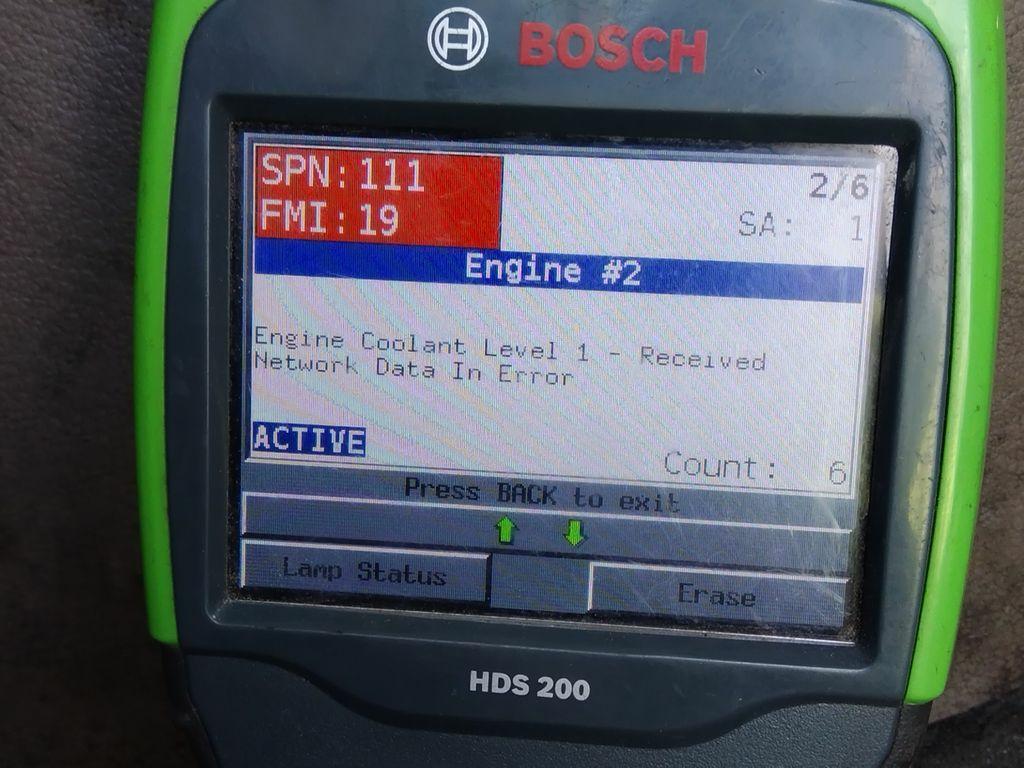 BOSCH
SPN: 111
2/6
FMI: 19
SA: 1
Engine #2
Engine Coolant Level 1 - Received
Network Data In Error
ACTIVE
Count: 6
Press BACK to exit
Lamp Status
Erase
HDS 200